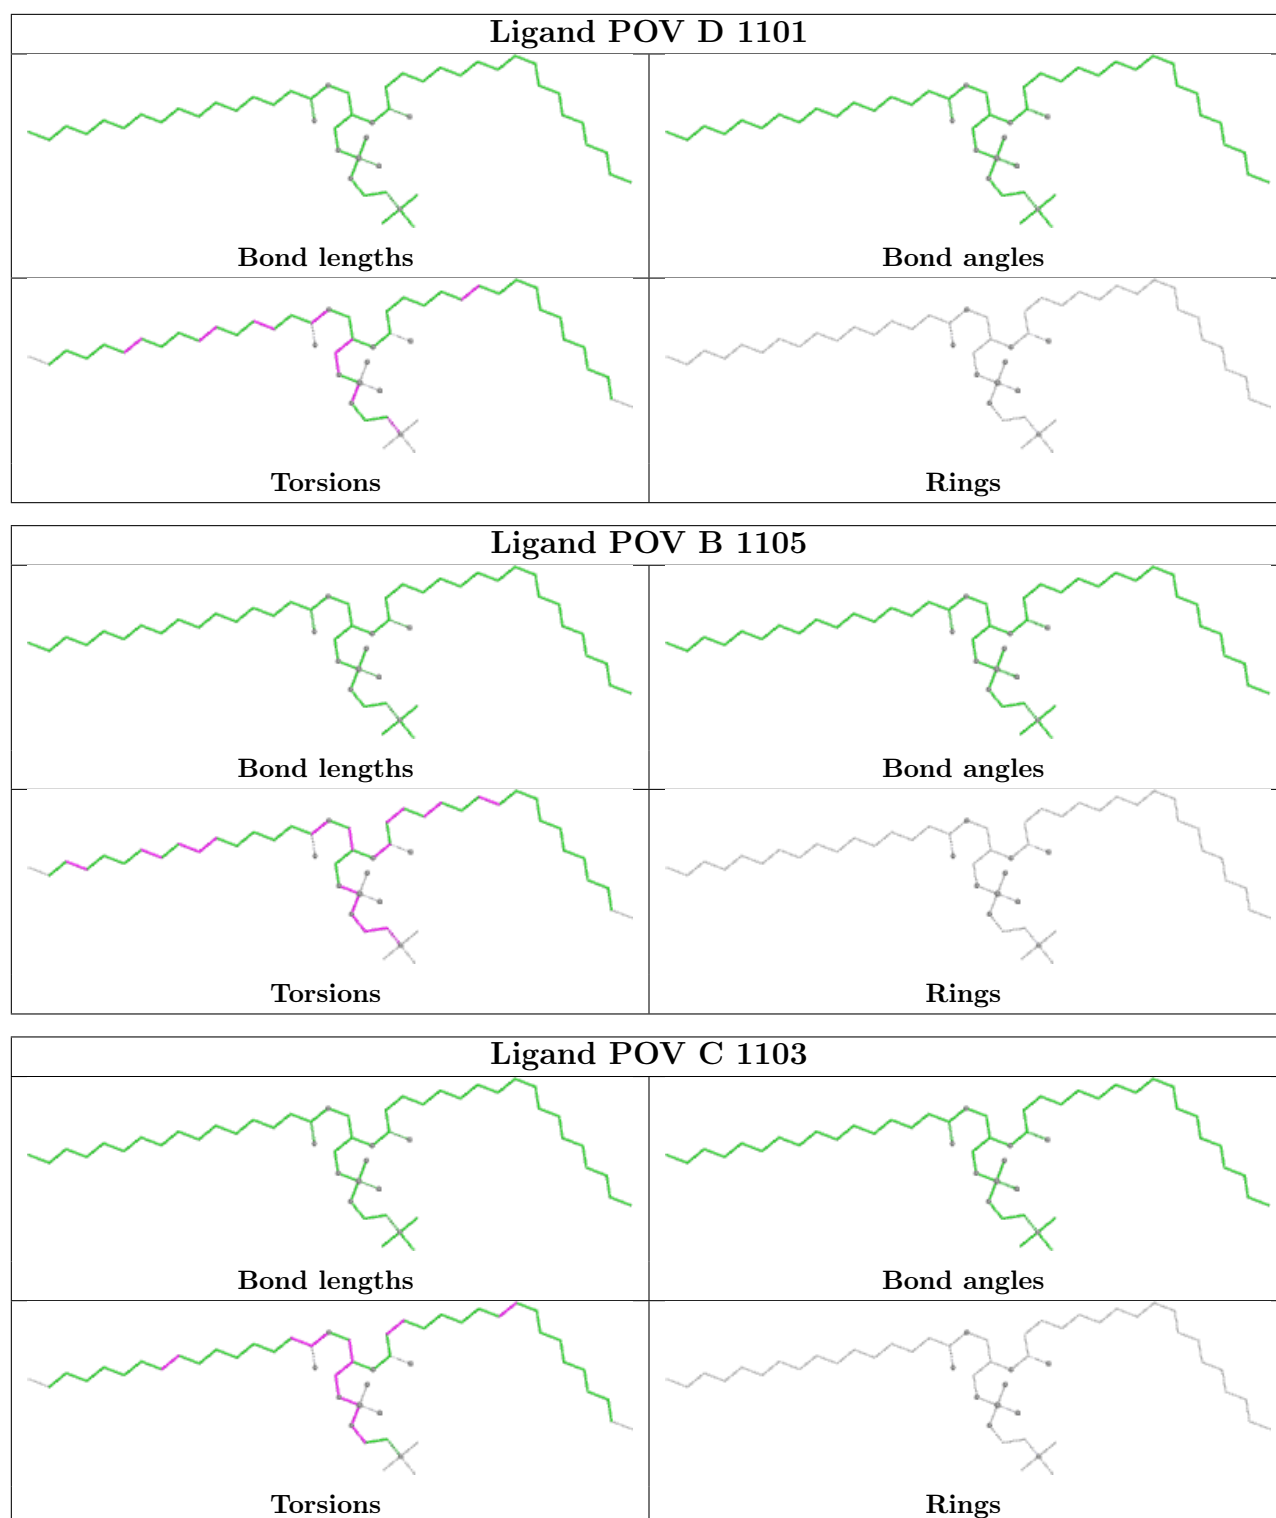 Ligand POV D 1101
Bond lengths
Bond angles
Torsions
Rings
Ligand POV B 1105
Bond lengths
Bond angles
Torsions
Rings
Ligand POV C 1103
Bond lengths
Bond angles
Torsions
Rings